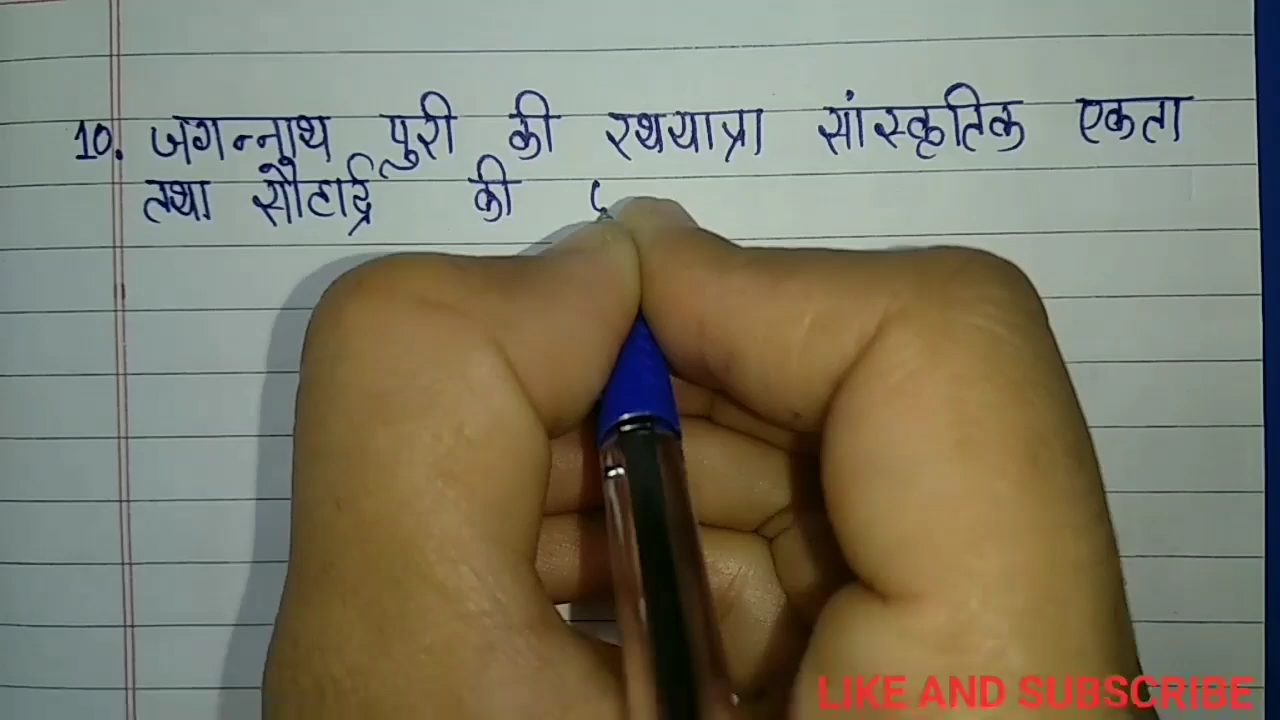 10. जगन्नाथ पुरी की रथयात्रा सांस्कृतिक एकता
तथा सौहार्द्र की
LIKE AND SUBSCRIBE